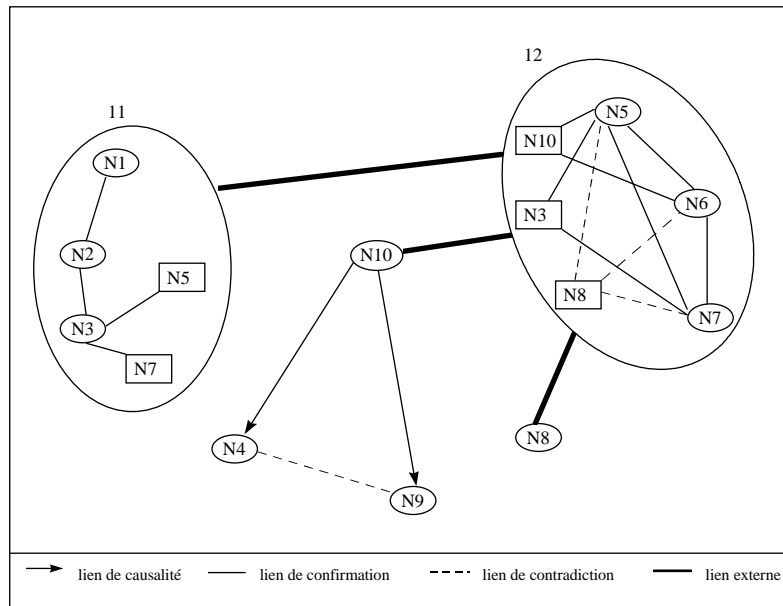 12
11
N5
N10
N1
N6
N3
N2
N10
N5
N8
N7
N3
N7
N4
N8
N9
lien de causalité
lien de confirmation
lien de contradiction
lien externe